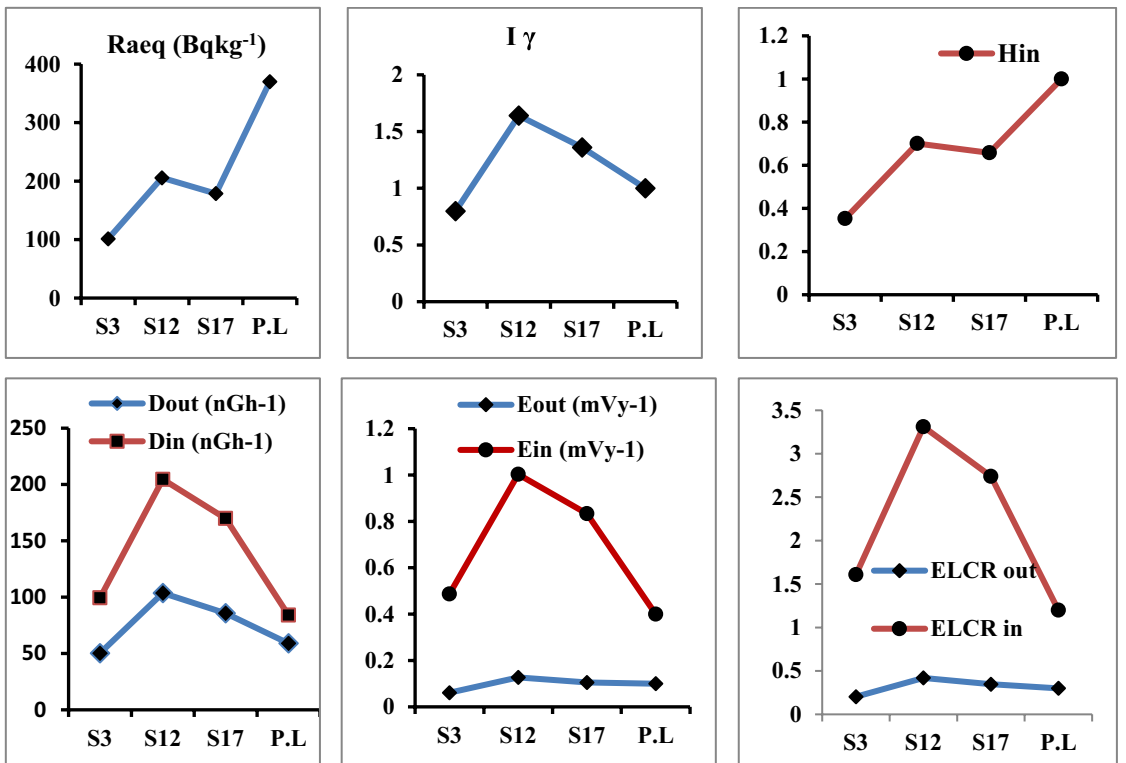 Raeq (Bqkg⁻¹)
400
300
200
100
0
S3 S12 S17 P.L
I γ
2
1.5
1
0.5
0
S3 S12 S17 P.L
Hin
1.2
1
0.8
0.6
0.4
0.2
0
S3 S12 S17 P.L
Dout (nGh-1)
Din (nGh-1)
250
200
150
100
50
0
S3 S12 S17 P.L
Eout (mVy-1)
Ein (mVy-1)
1.2
1
0.8
0.6
0.4
0.2
0
S3 S12 S17 P.L
3.5
3
2.5
2
1.5
1
0.5
0
ELCR out
ELCR in
S3 S12 S17 P.L